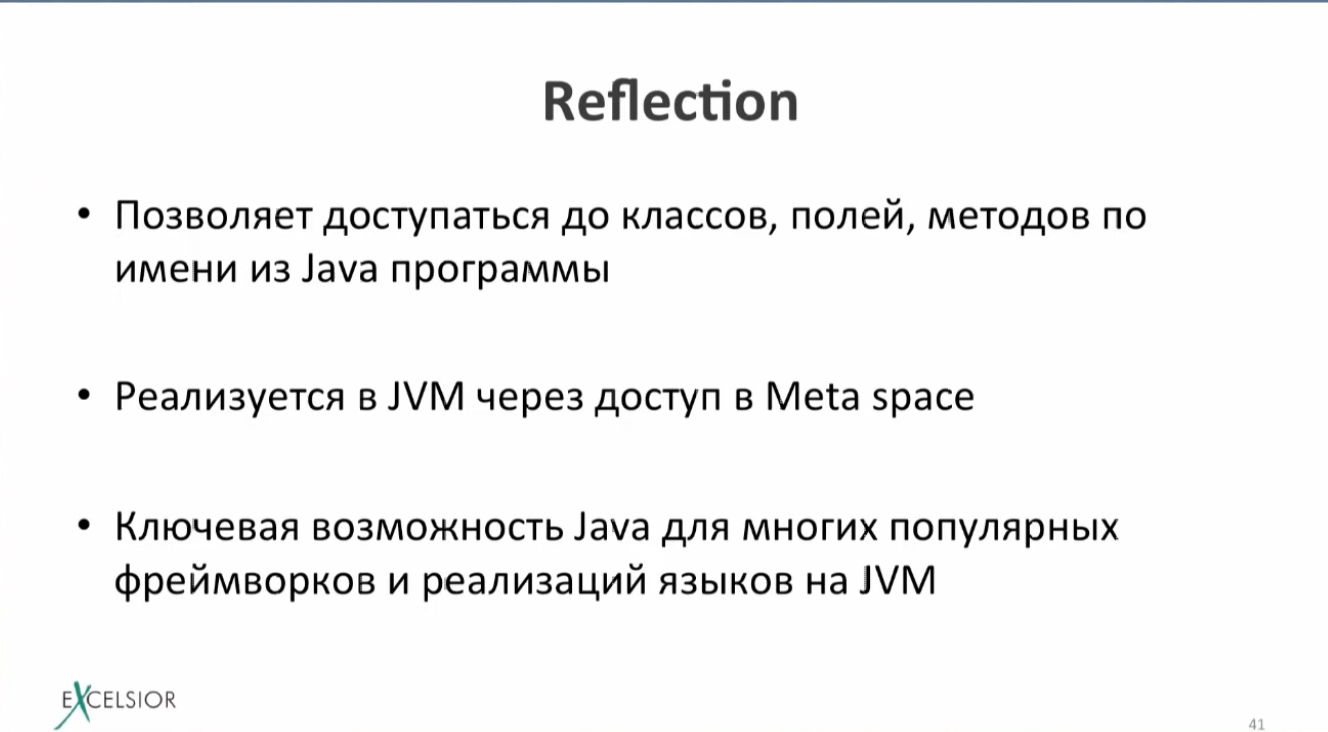 Reflection
• Позволяет доступаться до классов, полей, методов по
имени из Java программы
• Реализуется в JVM через доступ в Meta space
• Ключевая возможность Java для многих популярных
фреймворков и реализаций языков на JVM
EXCELSIOR
41